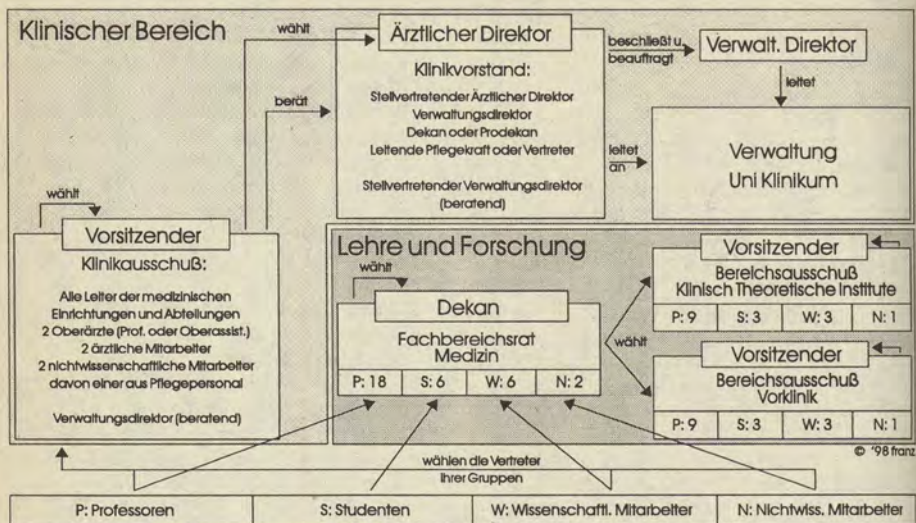 Klinischer Bereich
wählt
berät
Ärztlicher Direktor
Klinikvorstand:
Stellvertretender Ärztlicher Direktor
Verwaltungsdirektor
Dekan oder Prodekan
Leitende Pflegekraft oder Vertreter
Stellvertretender Verwaltungsdirektor
(beratend)
beschließt u.
beauftragt
Verwalt. Direktor
leitet
leitet
an
Verwaltung
Uni Klinikum
wählt
Vorsitzender
Klinikausschuß:
Alle Leiter der medizinischen
Einrichtungen und Abteilungen
2 Oberärzte (Prof. oder Oberassist.)
2 ärztliche Mitarbeiter
2 nichtwissenschaftliche Mitarbeiter
davon einer aus Pflegepersonal
Verwaltungsdirektor (beratend)
Lehre und Forschung
wählt
Dekan
Fachbereichsrat
Medizin
P: 18 S: 6 W: 6 N: 2
wählt
Vorsitzender
Bereichsausschuß
Klinisch Theoretische Institute
P: 9 S: 3 W: 3 N: 1
Vorsitzender
Bereichsausschuß
Vorklinik
P: 9 S: 3 W: 3 N: 1
© '98 franz
wählen die Vertreter
ihrer Gruppen
P: Professoren S: Studenten W: Wissenschaftl. Mitarbeiter N: Nichtwiss. Mitarbeiter